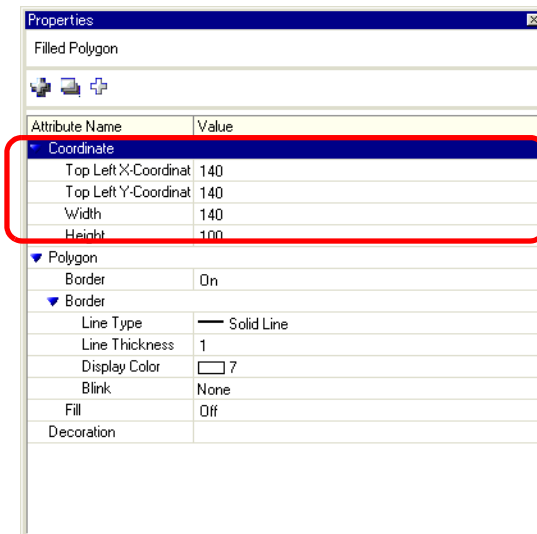 Properties
Filled Polygon
Attribute Name Value
Coordinate
Top Left X-Coordinat 140
Top Left Y-Coordinat 140
Width 140
Height 100
Polygon
Border On
Border
Line Type Solid Line
Line Thickness 1
Display Color 7
Blink None
Fill Off
Decoration